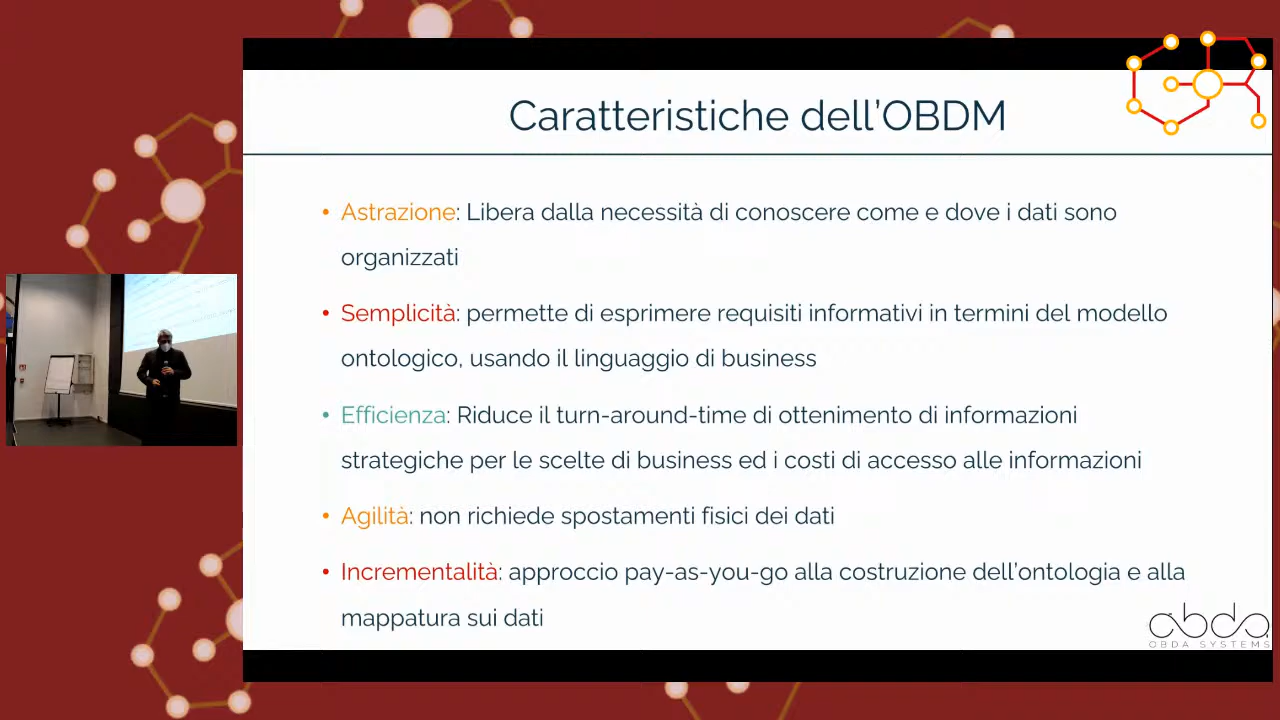 Caratteristiche dell'OBDM
• Astrazione: Libera dalla necessità di conoscere come e dove i dati sono
organizzati
• Semplicità: permette di esprimere requisiti informativi in termini del modello
ontologico, usando il linguaggio di business
• Efficienza: Riduce il turn-around-time di ottenimento di informazioni
strategiche per le scelte di business ed i costi di accesso alle informazioni
• Agilità: non richiede spostamenti fisici dei dati
• Incrementalità: approccio pay-as-you-go alla costruzione dell'ontologia e alla
mappatura sui dati
obda
OBDA SYSTEMS